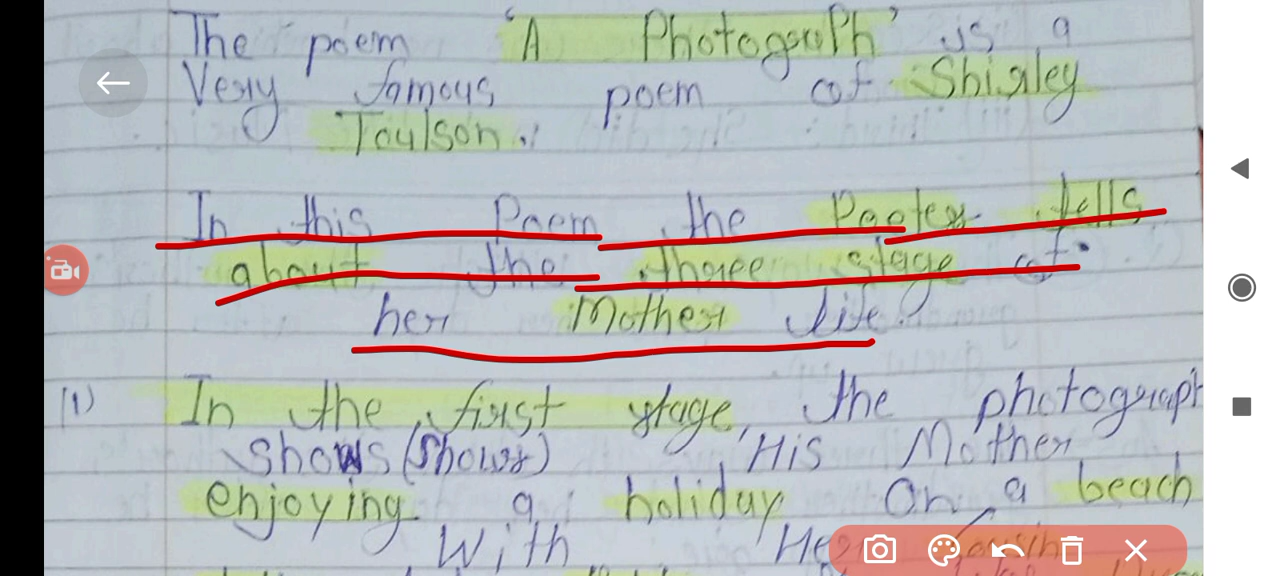 The poem 'A Photograph' is a
Very famous poem of Shirley
Toulson.
In this Poem the Poetes tells
about the three stage of
her Mother life.
(1) In the first stage, the photograph
shows (shows) His Mother
enjoying a holiday On a beach
With Her